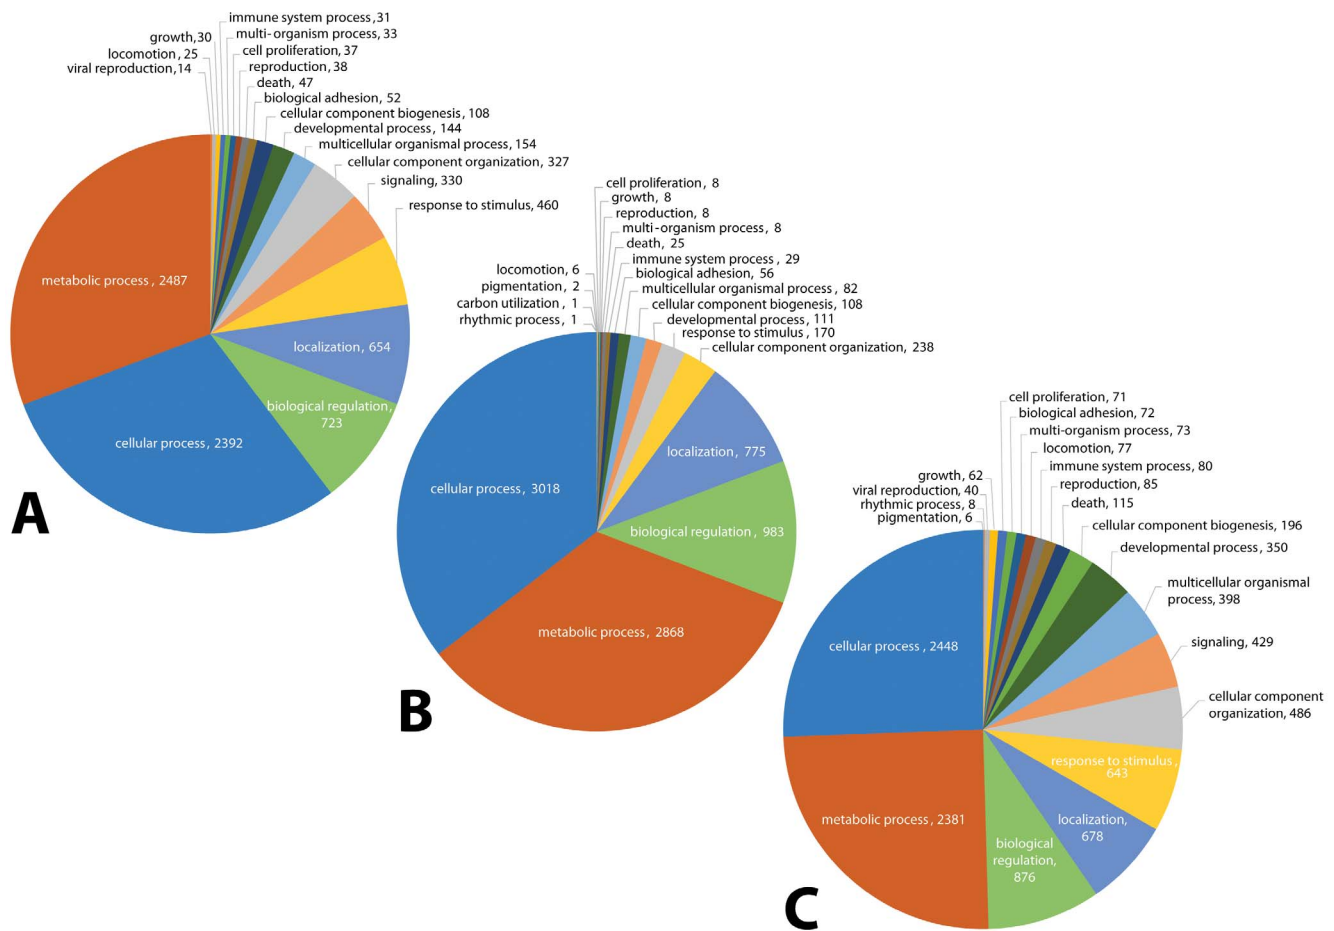 immune system process, 31
growth, 30
multi-organism process, 33
locomotion, 25
cell proliferation, 37
viral reproduction, 14
reproduction, 38
death, 47
biological adhesion, 52
cellular component biogenesis, 108
developmental process, 144
multicellular organismal process, 154
cellular component organization, 327
signaling, 330
response to stimulus, 460
metabolic process, 2487
localization, 654
biological regulation,
723
cellular process, 2392
A
cell proliferation, 8
growth, 8
reproduction, 8
multi-organism process, 8
death, 25
immune system process, 29
locomotion, 6
biological adhesion, 56
pigmentation, 2
multicellular organismal process, 82
carbon utilization, 1
cellular component biogenesis, 108
rhythmic process, 1
developmental process, 111
response to stimulus, 170
cellular component organization, 238
localization, 775
cellular process, 3018
biological regulation, 983
metabolic process, 2868
B
cell proliferation, 71
biological adhesion, 72
multi-organism process, 73
locomotion, 77
immune system process, 80
growth, 62
reproduction, 85
viral reproduction, 40
death, 115
rhythmic process, 8
pigmentation, 6
cellular component biogenesis, 196
developmental process, 350
multicellular organismal
process, 398
signaling, 429
cellular process, 2448
cellular component
organization, 486
response to stimulus,
643
metabolic process, 2381
localization,
678
biological
regulation,
876
C